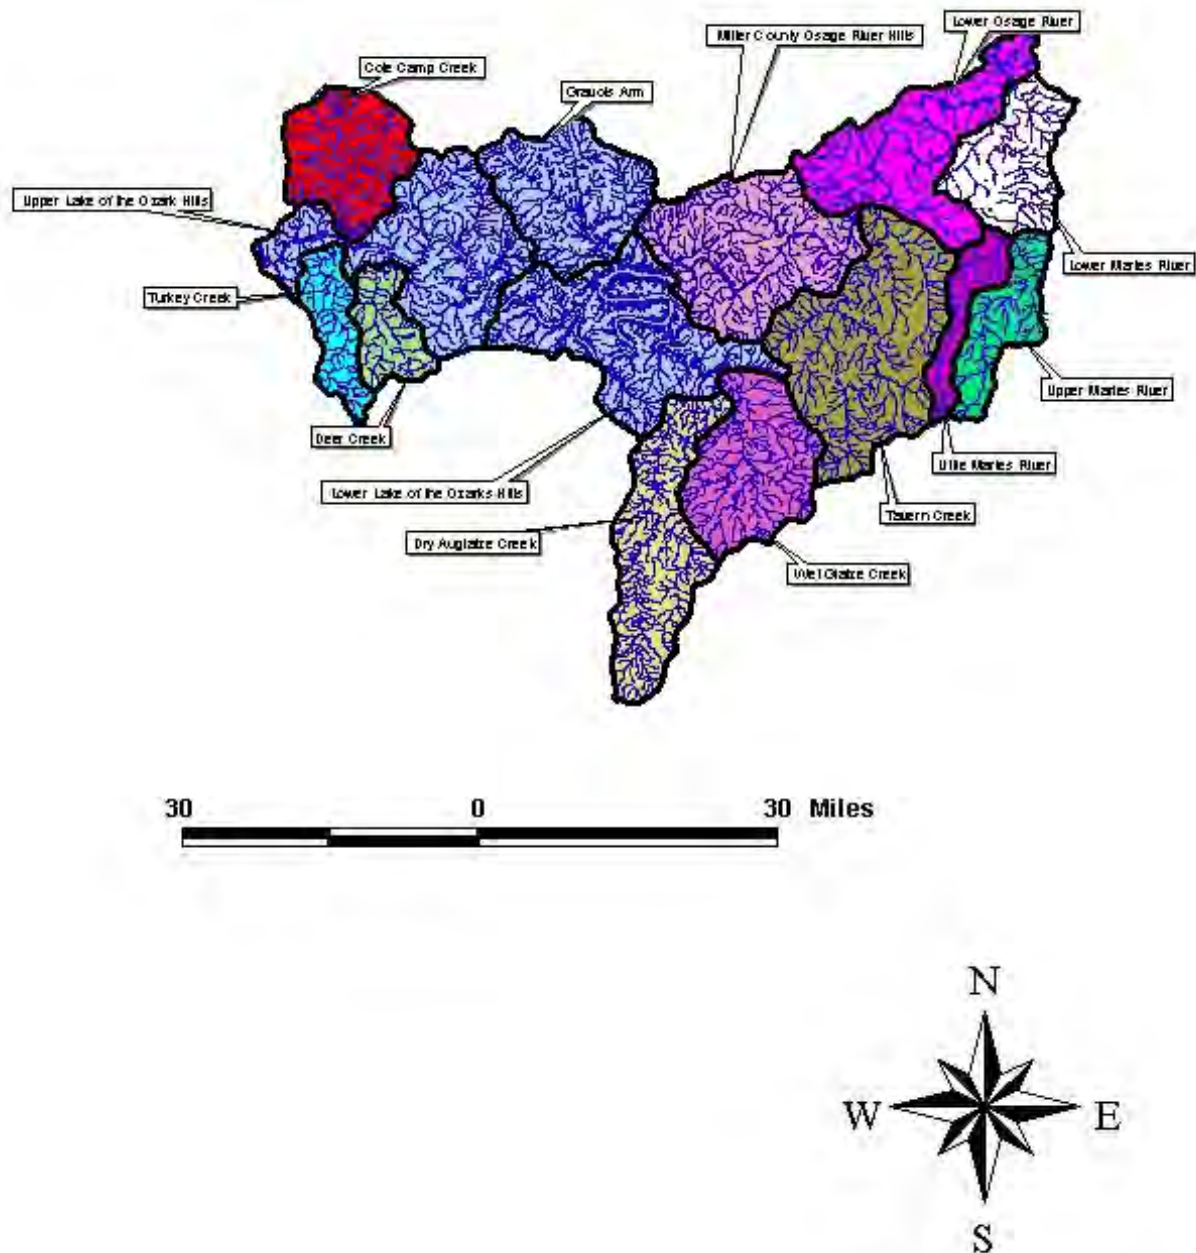 Lower Osage River
Miller County Osage River Hills
Cole Camp Creek
Gravois Arm
Upper Lake of the Ozark Hills
Lower Maries River
Turkey Creek
Upper Maries River
Deer Creek
Little Maries River
Lower Lake of the Ozarks Hills
Tavern Creek
Dry Auglaize Creek
Wet Glaize Creek
30 0 30 Miles
N
W E
S